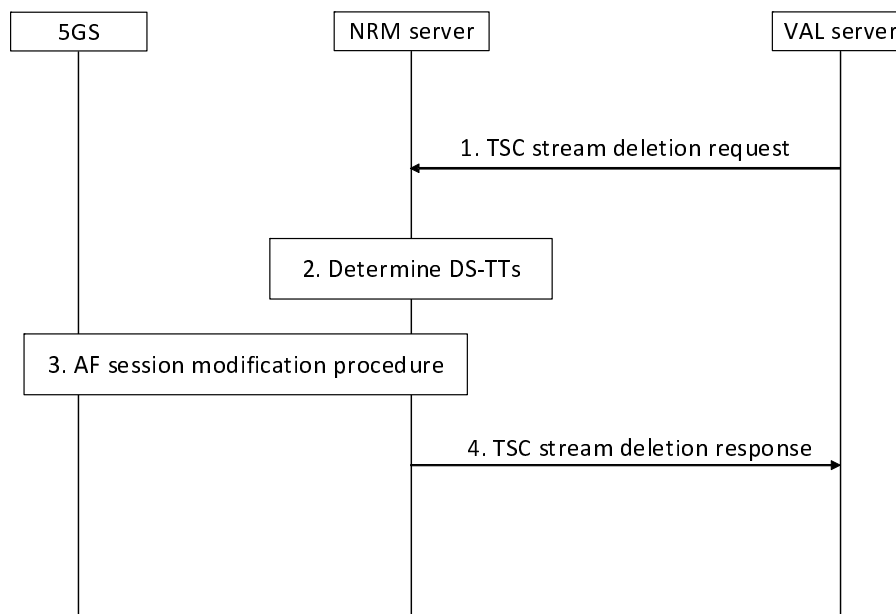 5GS
NRM server
VAL server
1. TSC stream deletion request
2. Determine DS-TTs
3. AF session modification procedure
4. TSC stream deletion response